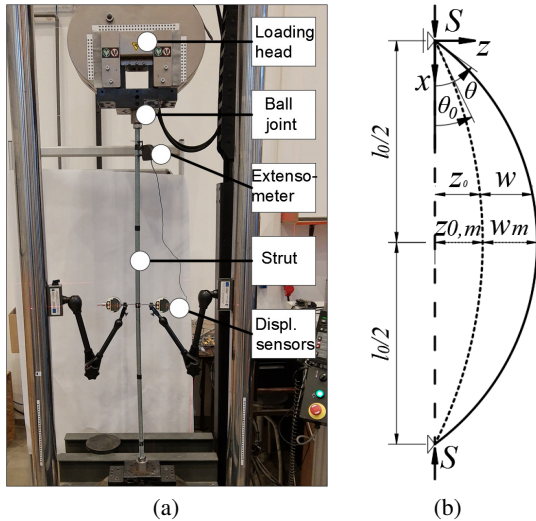 Loading
head
Ball
joint
Extenso-
meter
Strut
Displ.
sensors
(a)
S
z
x
θ
θ0
l0/2
z0
w
z0,m
wm
l0/2
S
(b)